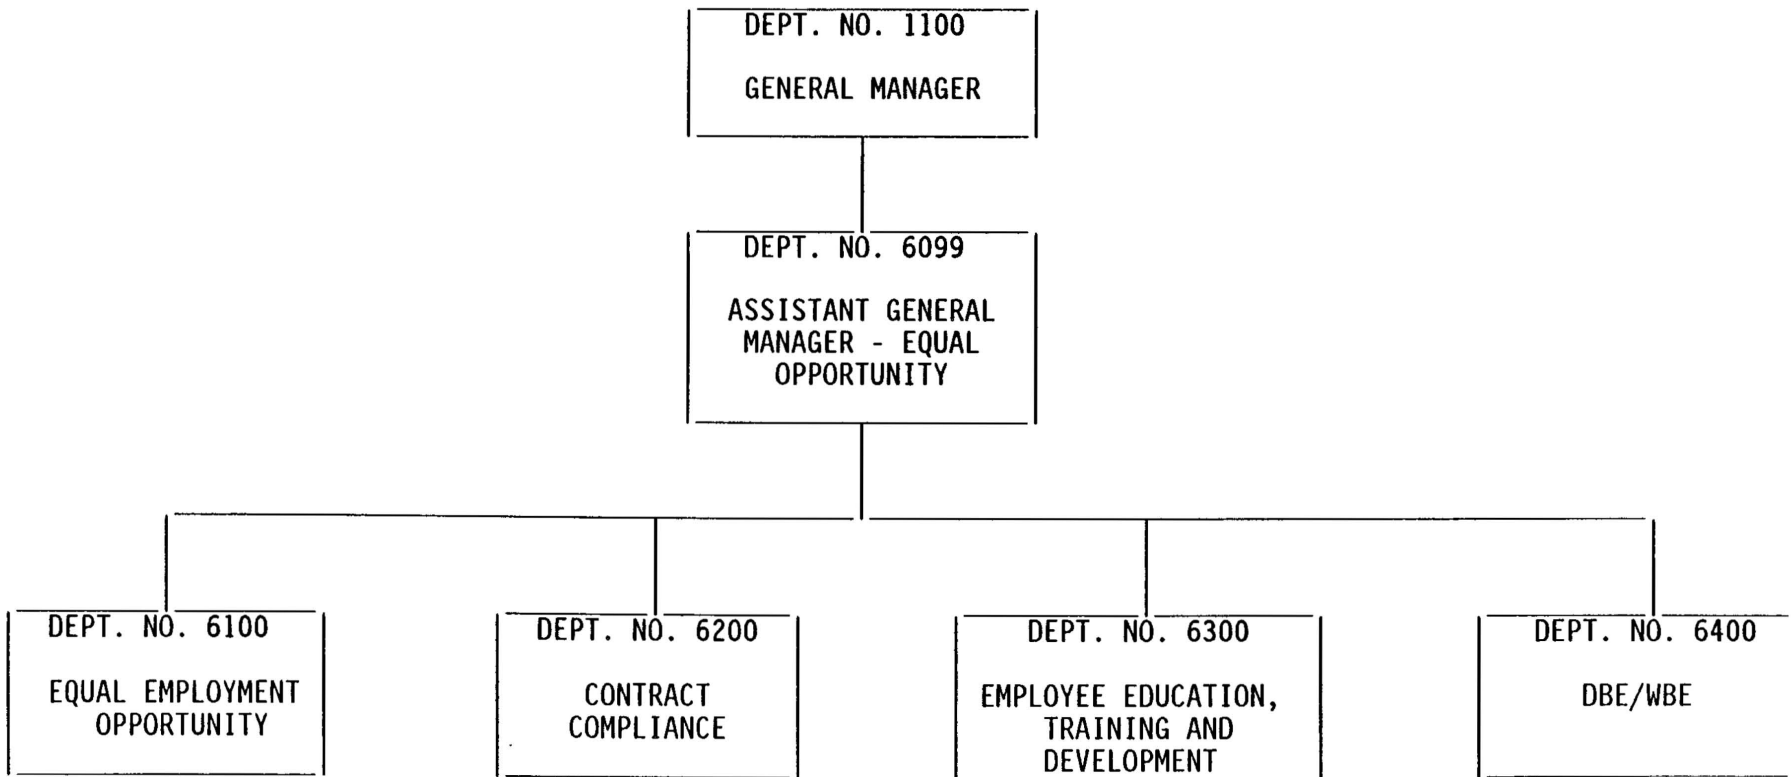 DEPT. NO. 1100
GENERAL MANAGER
DEPT. NO. 6099
ASSISTANT GENERAL
MANAGER - EQUAL
OPPORTUNITY
DEPT. NO. 6100
EQUAL EMPLOYMENT
OPPORTUNITY
DEPT. NO. 6200
CONTRACT
COMPLIANCE
DEPT. NO. 6300
EMPLOYEE EDUCATION,
TRAINING AND
DEVELOPMENT
DEPT. NO. 6400
DBE/WBE